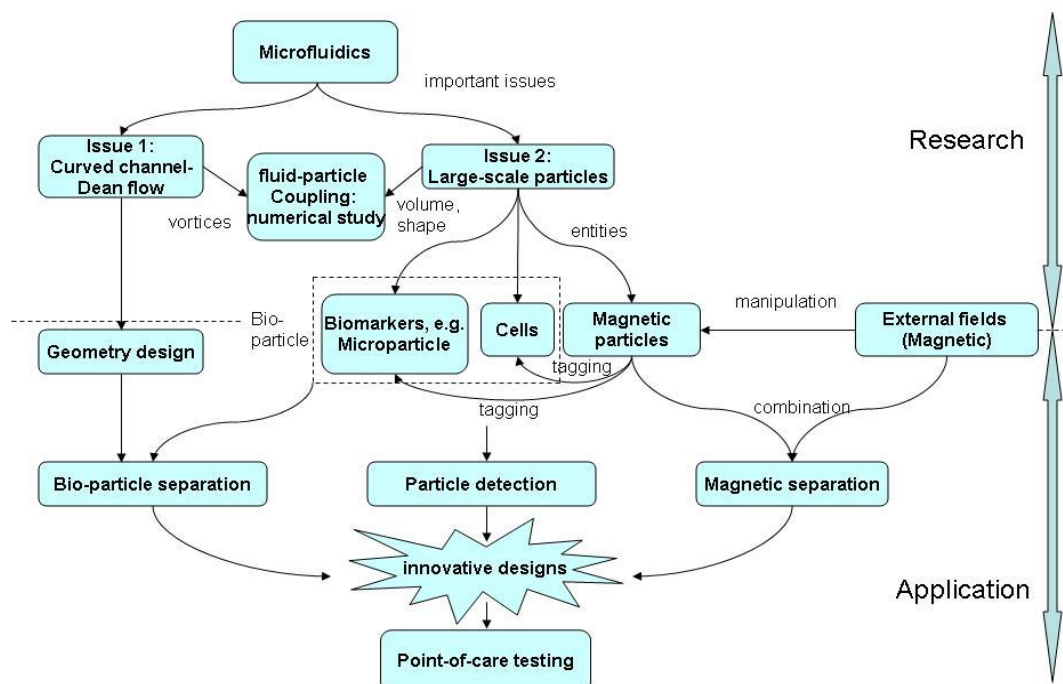 Microfluidics
important issues
Research
Issue 1:
Curved channel-
Dean flow
fluid-particle
Coupling:
numerical study
Issue 2:
Large-scale particles
vortices
volume,
shape
entities
Bio-
particle
Biomarkers, e.g.
Microparticle
Cells
Magnetic
particles
manipulation
External fields
(Magnetic)
Geometry design
tagging
tagging
combination
Bio-particle separation
Particle detection
Magnetic separation
innovative designs
Application
Point-of-care testing